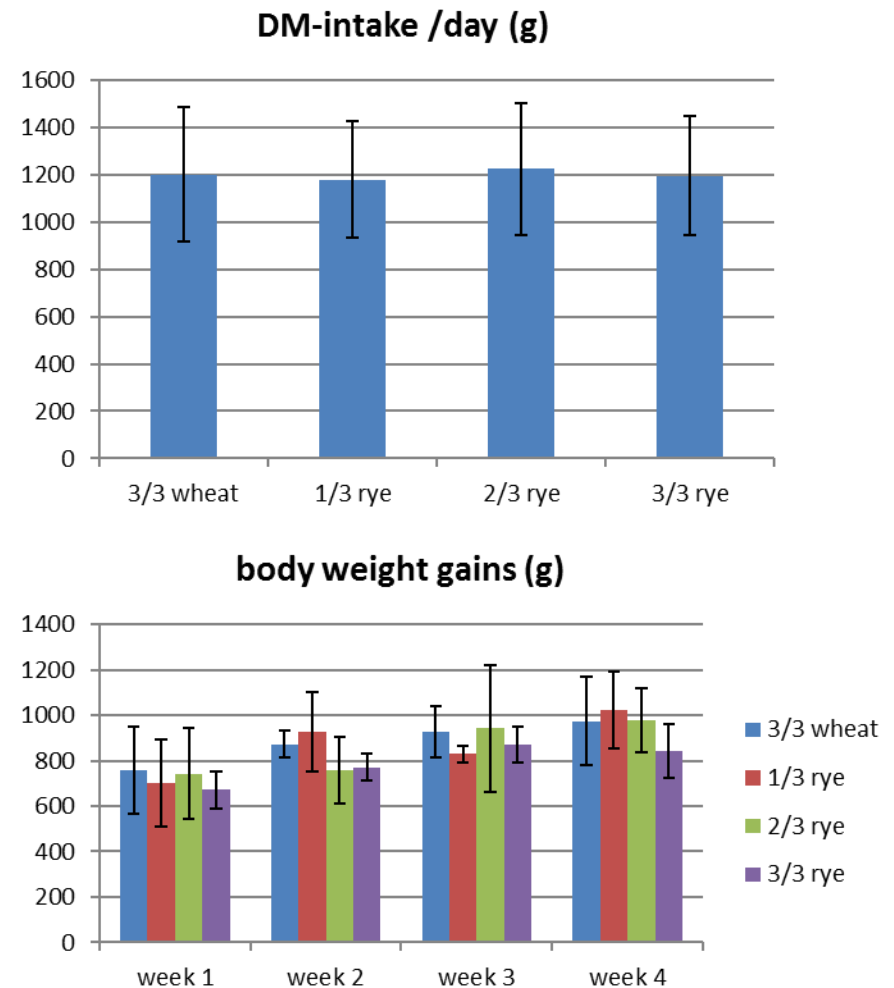 DM-intake /day (g)
1600
1400
1200
1000
800
600
400
200
0
3/3 wheat 1/3 rye 2/3 rye 3/3 rye
body weight gains (g)
1400
1200
1000
800
600
400
200
0
week 1 week 2 week 3 week 4
3/3 wheat
1/3 rye
2/3 rye
3/3 rye